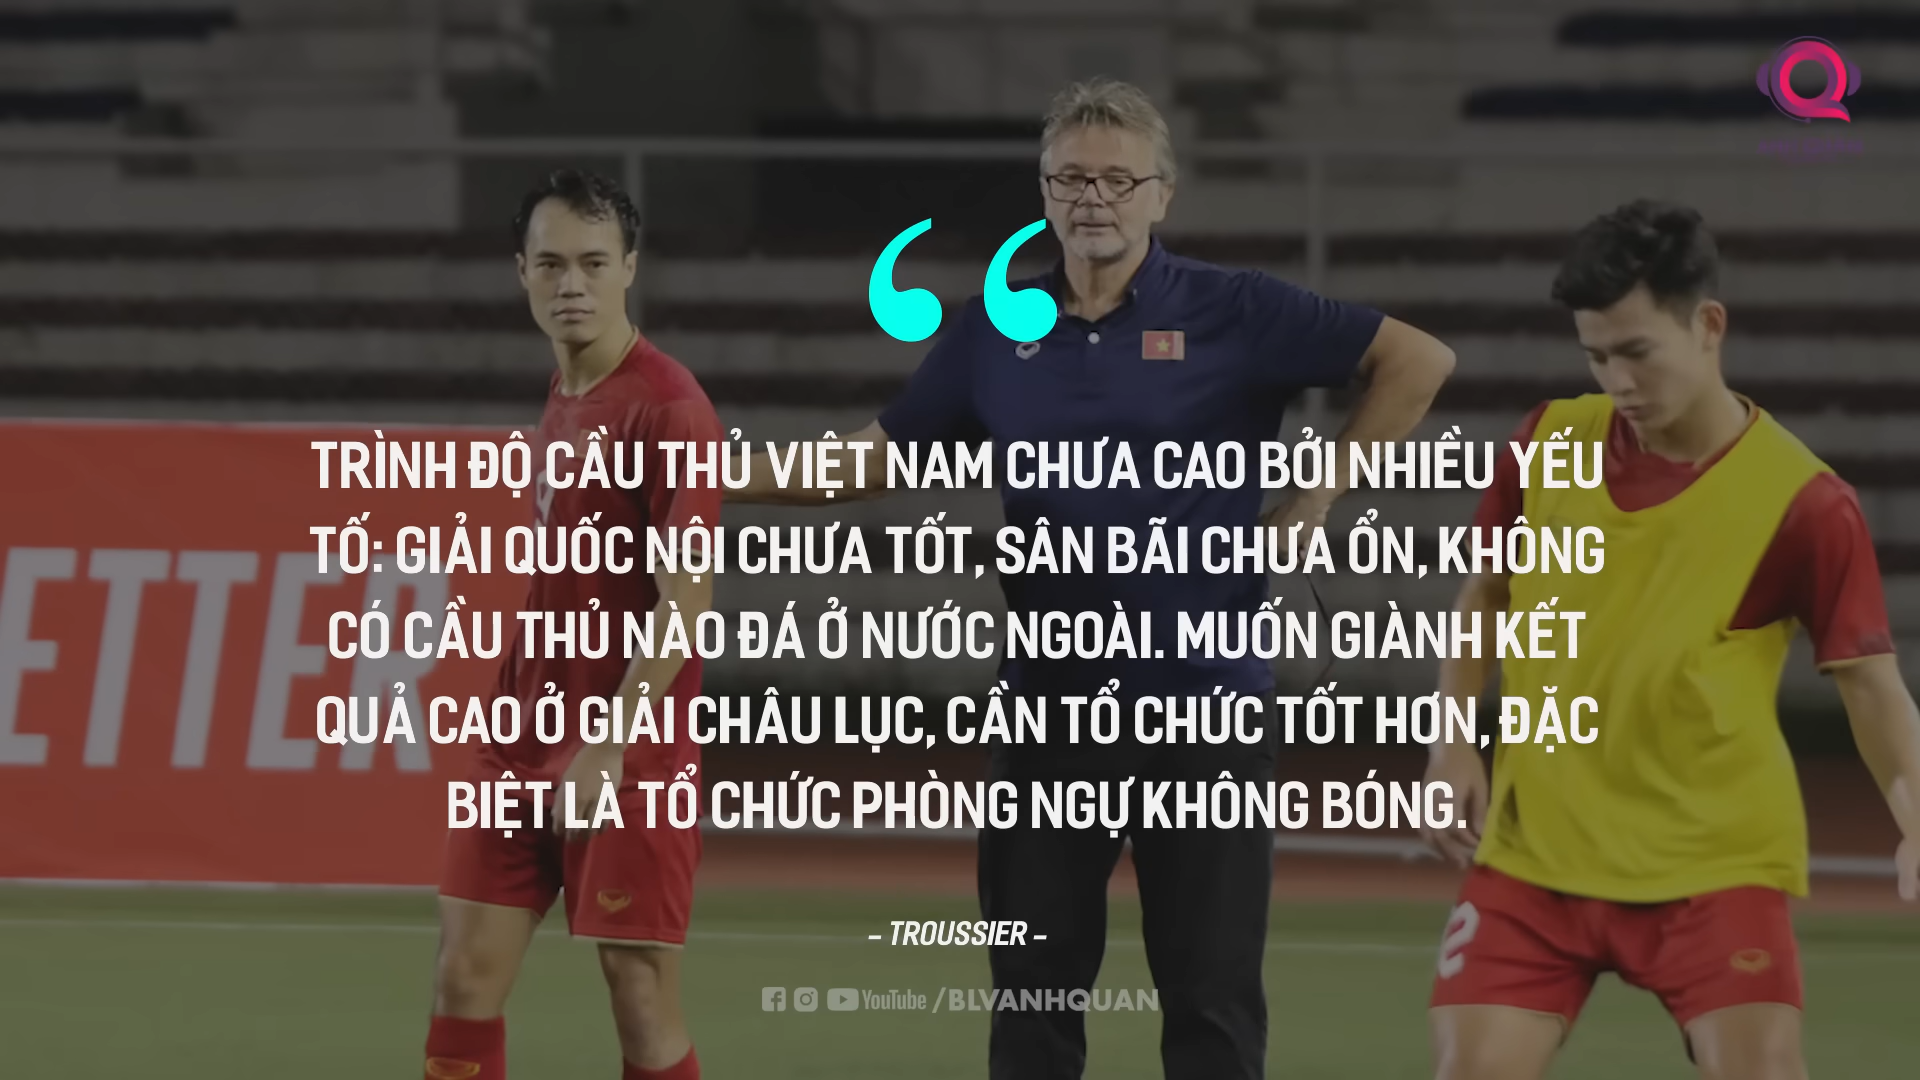 “
TRÌNH ĐỘ CẦU THỦ VIỆT NAM CHƯA CAO BỞI NHIỀU YẾU
TỐ: GIẢI QUỐC NỘI CHƯA TỐT, SÂN BÃI CHƯA ỔN, KHÔNG
CÓ CẦU THỦ NÀO ĐÁ Ở NƯỚC NGOÀI. MUỐN GIÀNH KẾT
QUẢ CAO Ở GIẢI CHÂU LỤC, CẦN TỔ CHỨC TỐT HƠN, ĐẶC
BIỆT LÀ TỔ CHỨC PHÒNG NGỰ KHÔNG BÓNG.
ETTER
– TROUSSIER –
YouTube /BLVANHQUAN